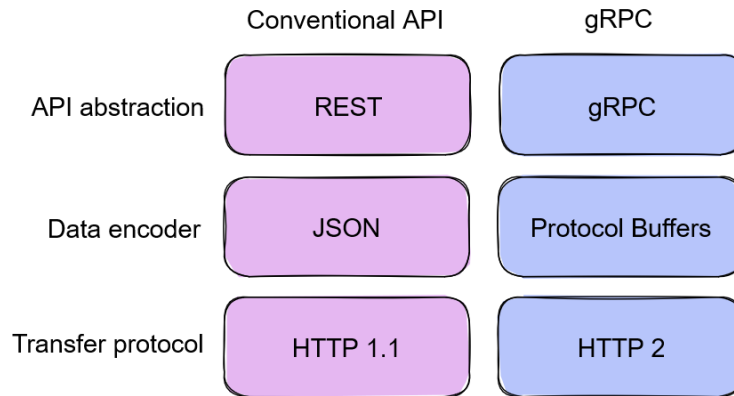 Conventional API
gRPC
API abstraction
REST
gRPC
Data encoder
JSON
Protocol Buffers
Transfer protocol
HTTP 1.1
HTTP 2